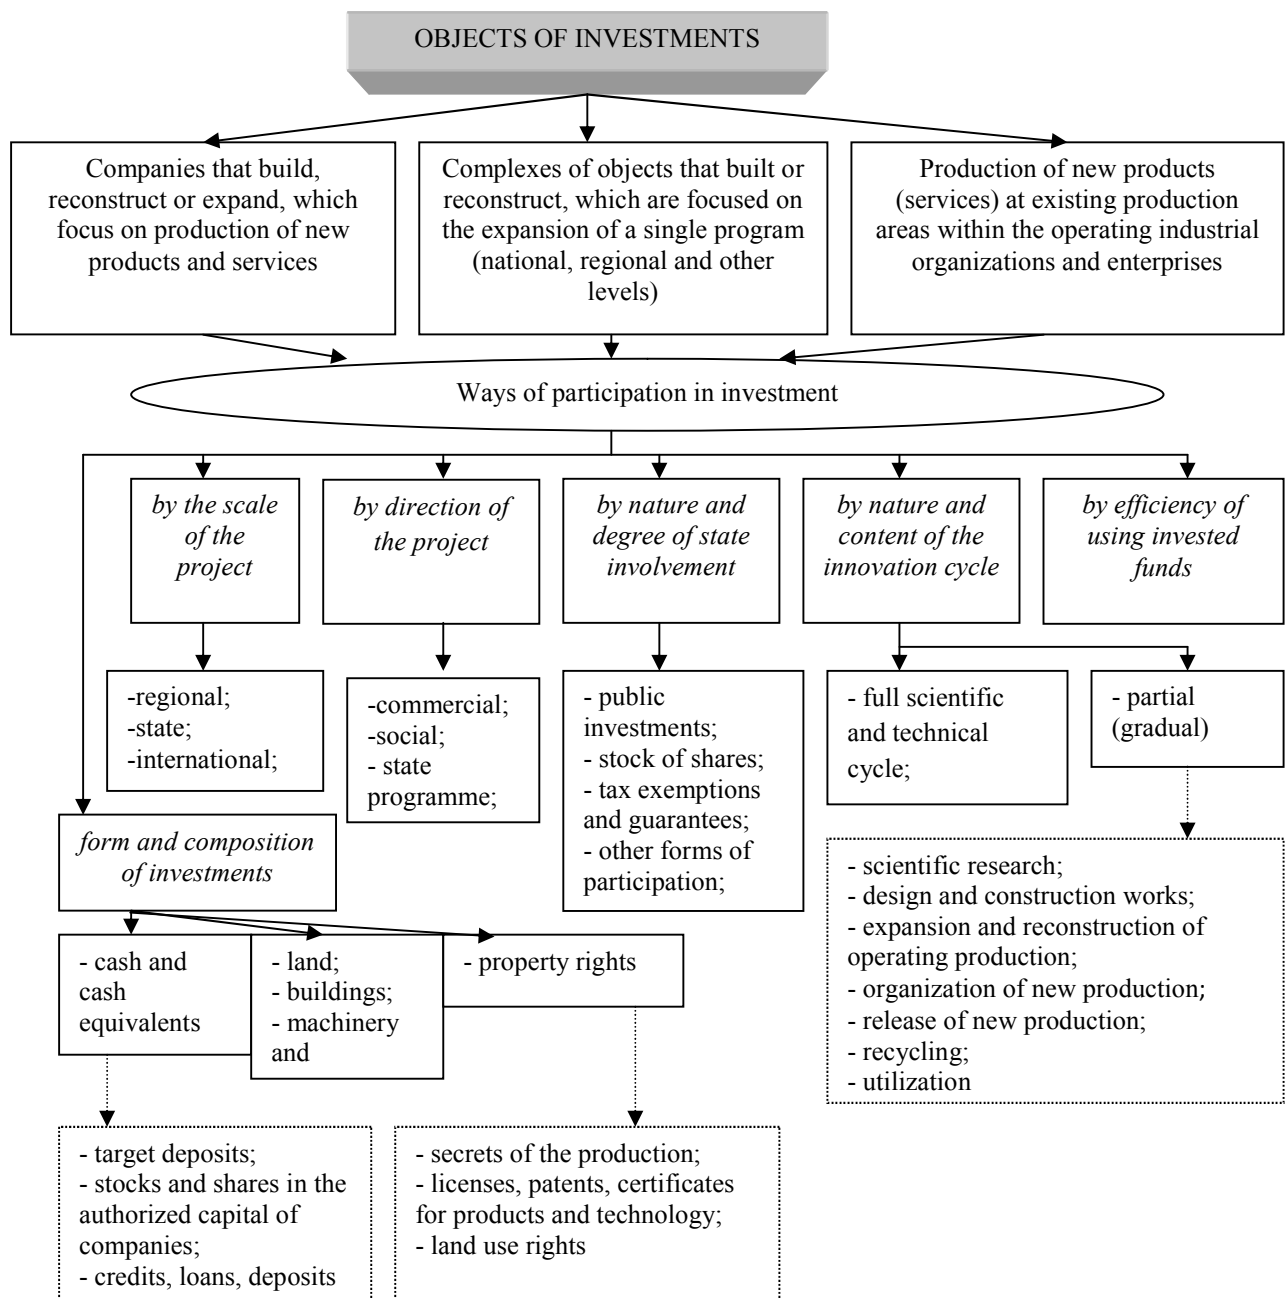 OBJECTS OF INVESTMENTS
Companies that build,
reconstruct or expand, which
focus on production of new
products and services
Complexes of objects that built or
reconstruct, which are focused on
the expansion of a single program
(national, regional and other
levels)
Production of new products
(services) at existing production
areas within the operating industrial
organizations and enterprises
Ways of participation in investment
by the scale
of the
project
by direction of
the project
by nature and
degree of state
involvement
by nature and
content of the
innovation cycle
by efficiency of
using invested
funds
-regional;
-state;
-international;
-commercial;
-social;
- state
programme;
- public
investments;
- stock of shares;
- tax exemptions
and guarantees;
- other forms of
participation;
- full scientific
and technical
cycle;
- partial
(gradual)
form and composition
of investments
- scientific research;
- design and construction works;
- expansion and reconstruction of
operating production;
- organization of new production;
- release of new production;
- recycling;
- utilization
- cash and
cash
equivalents
- land;
- buildings;
- machinery
and
- property rights
- target deposits;
- stocks and shares in the
authorized capital of
companies;
- credits, loans, deposits
- secrets of the production;
- licenses, patents, certificates
for products and technology;
- land use rights